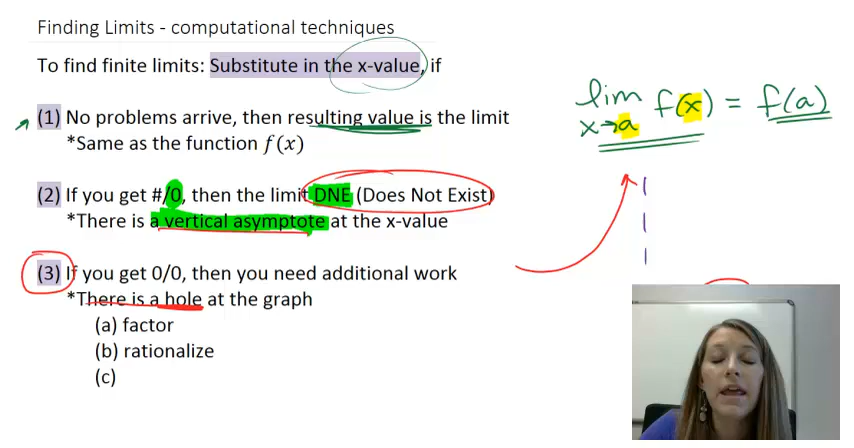 Finding Limits - computational techniques
To find finite limits: Substitute in the x-value, if
(1) No problems arrive, then resulting value is the limit
*Same as the function f(x)
(2) If you get #/0, then the limit DNE (Does Not Exist)
*There is a vertical asymptote at the x-value
(3) If you get 0/0, then you need additional work
*There is a hole at the graph
(a) factor
(b) rationalize
(c)
lim f(x) = f(a)
x→a